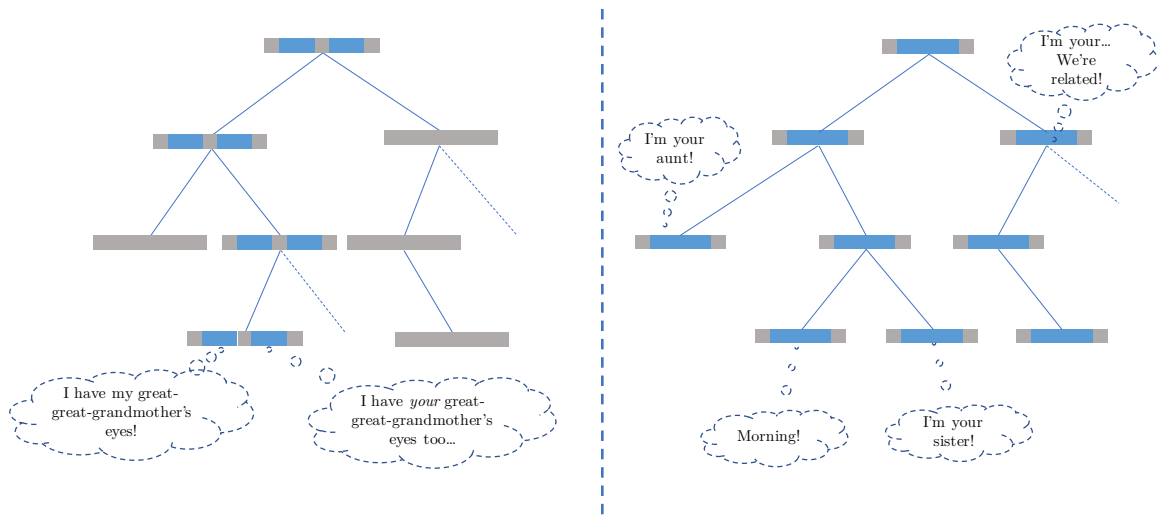 I have my great-
great-grandmother's
eyes!
I have your great-
great-grandmother's
eyes too...
I'm your
aunt!
I'm your...
We're
related!
Morning!
I'm your
sister!